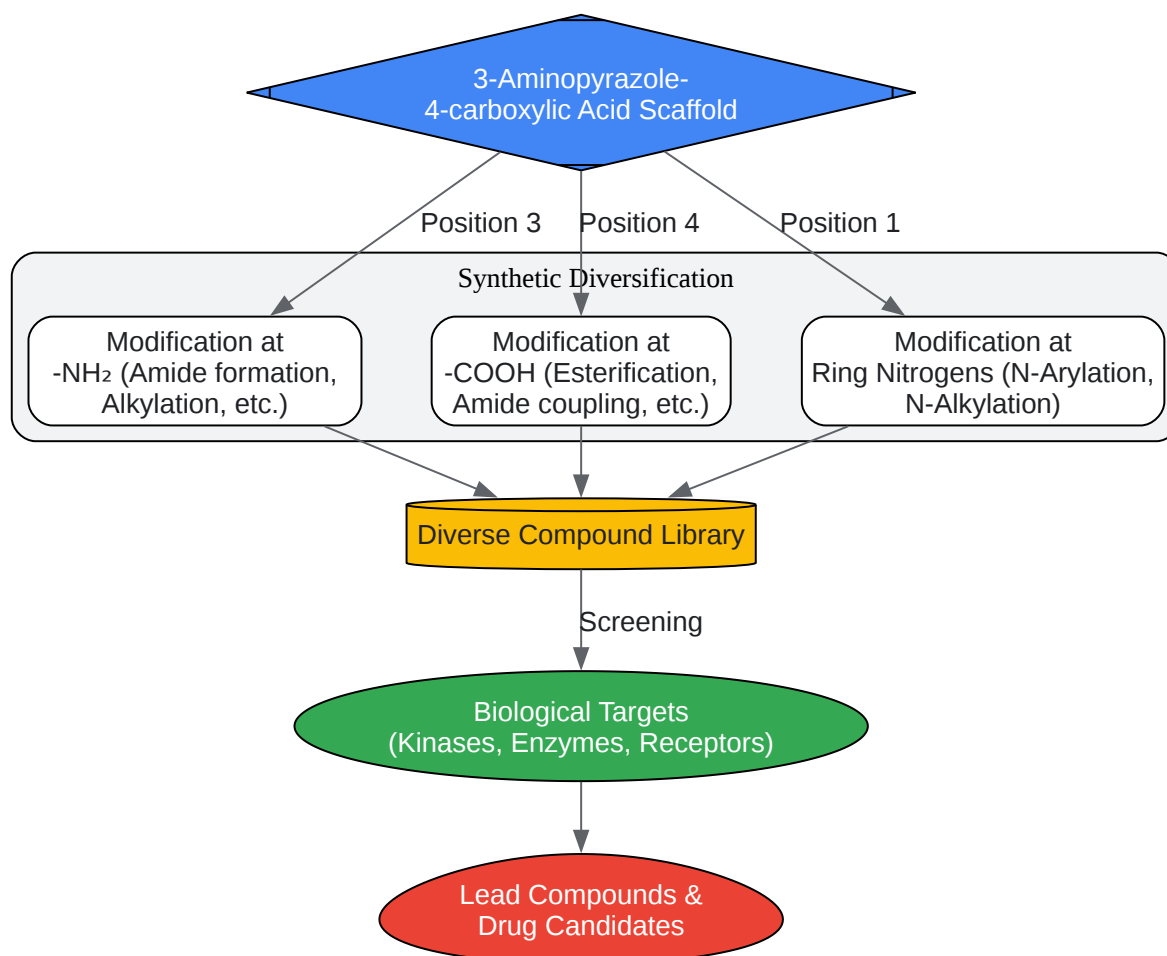 3-Aminopyrazole-
4-carboxylic Acid Scaffold
Position 3
Position 4
Position 1
Synthetic Diversification
Modification at
-NH₂ (Amide formation,
Alkylation, etc.)
Modification at
-COOH (Esterification,
Amide coupling, etc.)
Modification at
Ring Nitrogens (N-Arylation,
N-Alkylation)
Diverse Compound Library
Screening
Biological Targets
(Kinases, Enzymes, Receptors)
Lead Compounds &
Drug Candidates